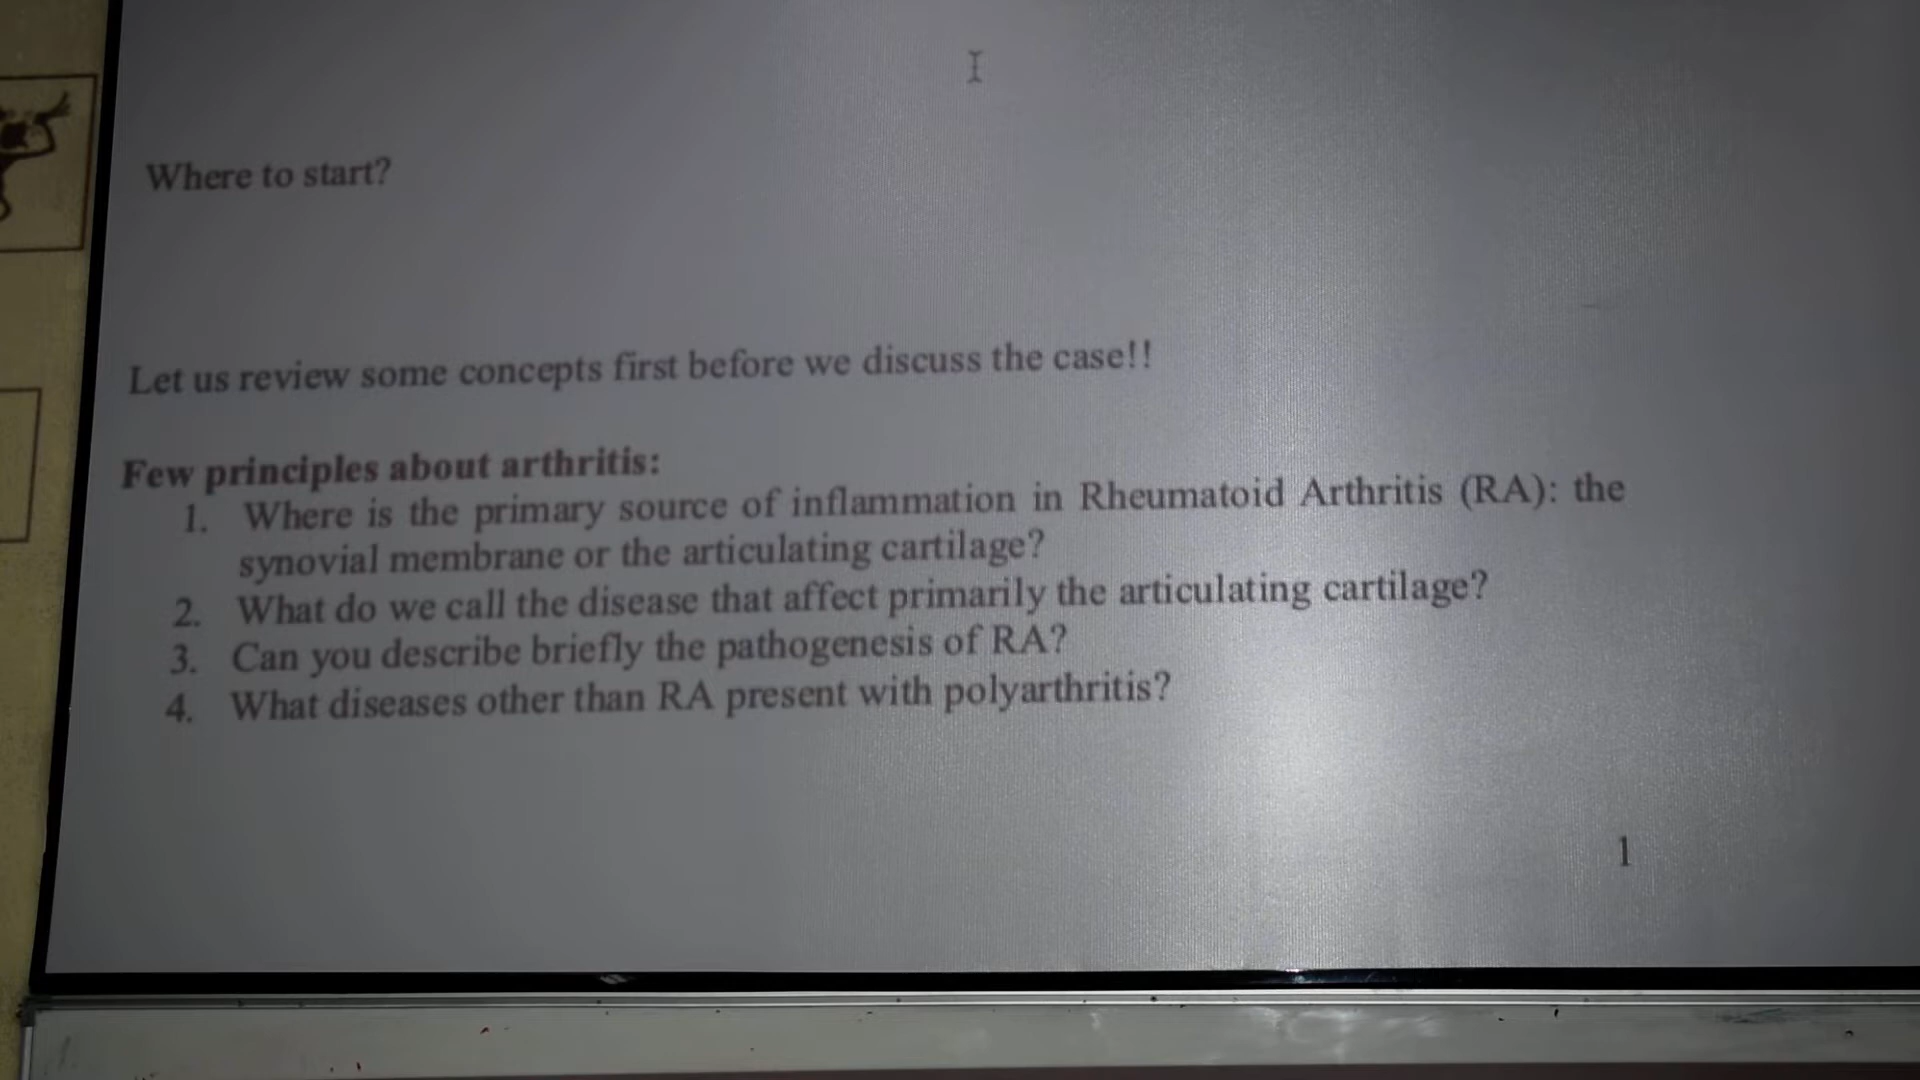 Where to start?
Let us review some concepts first before we discuss the case!!
Few principles about arthritis:
1. Where is the primary source of inflammation in Rheumatoid Arthritis (RA): the
synovial membrane or the articulating cartilage?
2. What do we call the disease that affect primarily the articulating cartilage?
3. Can you describe briefly the pathogenesis of RA?
4. What diseases other than RA present with polyarthritis?
1